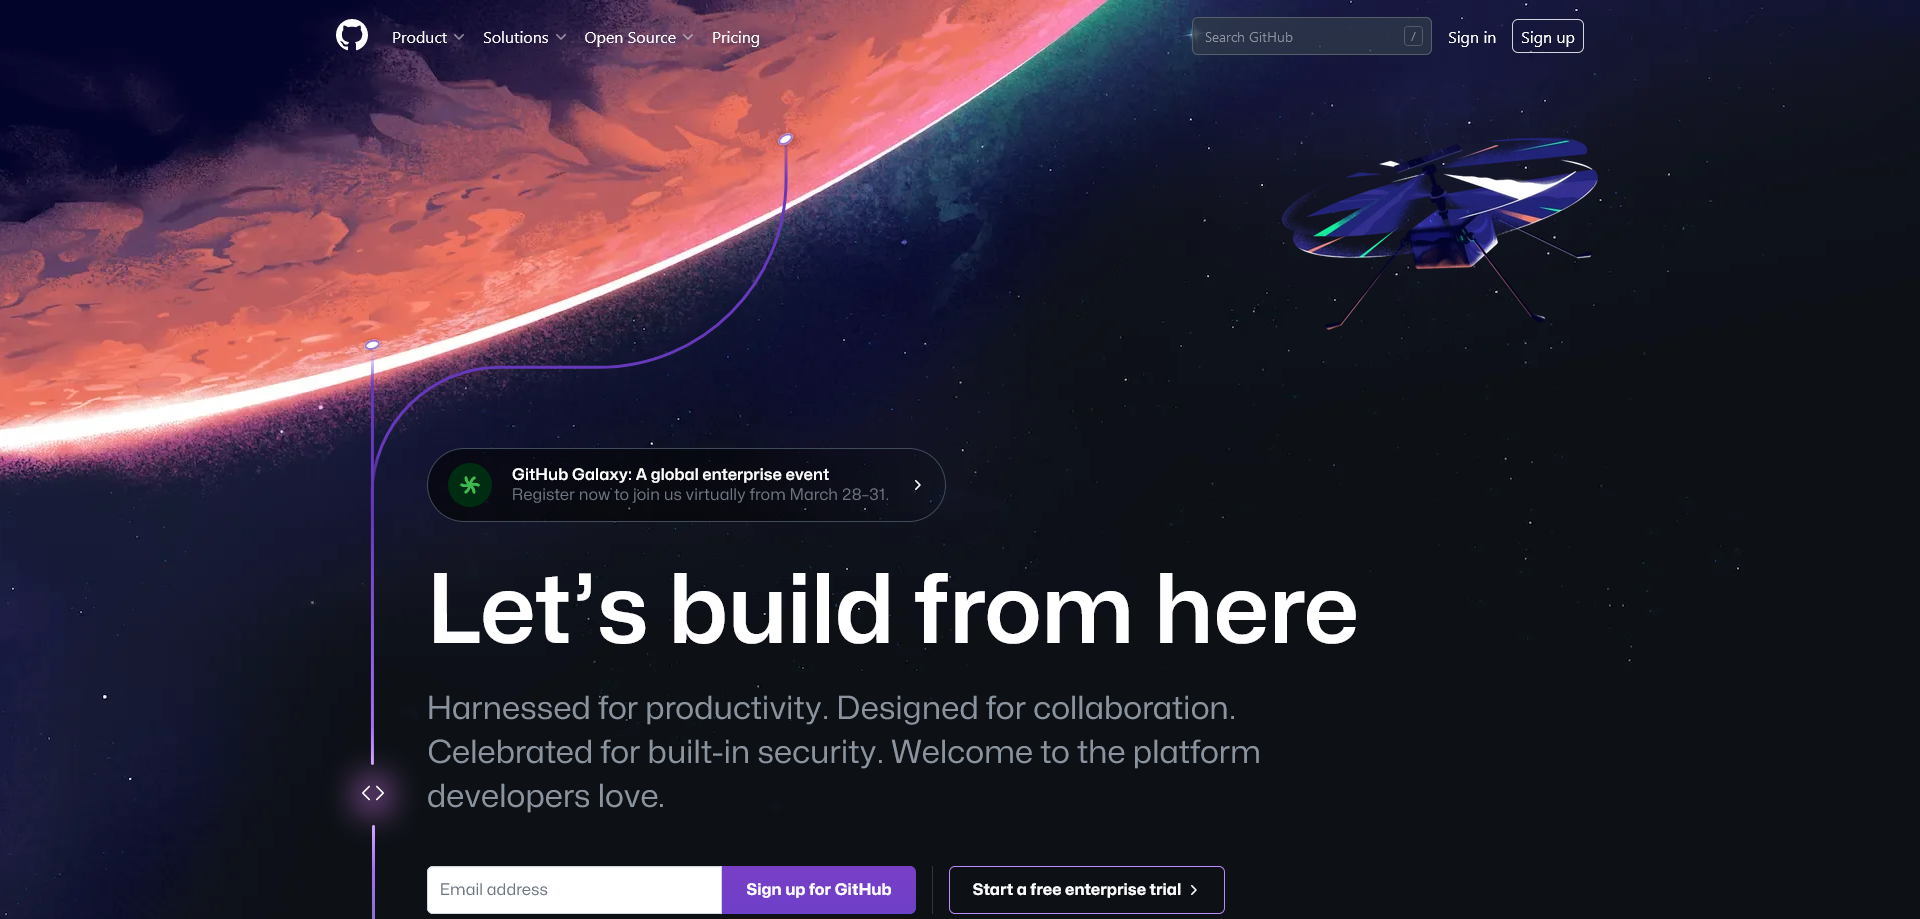 Product
Solutions
Open Source
Pricing
Search GitHub
/
Sign in
Sign up
GitHub Galaxy: A global enterprise event
Register now to join us virtually from March 28–31.
Let’s build from here
Harnessed for productivity. Designed for collaboration.
Celebrated for built-in security. Welcome to the platform
developers love.
Email address
Sign up for GitHub
Start a free enterprise trial